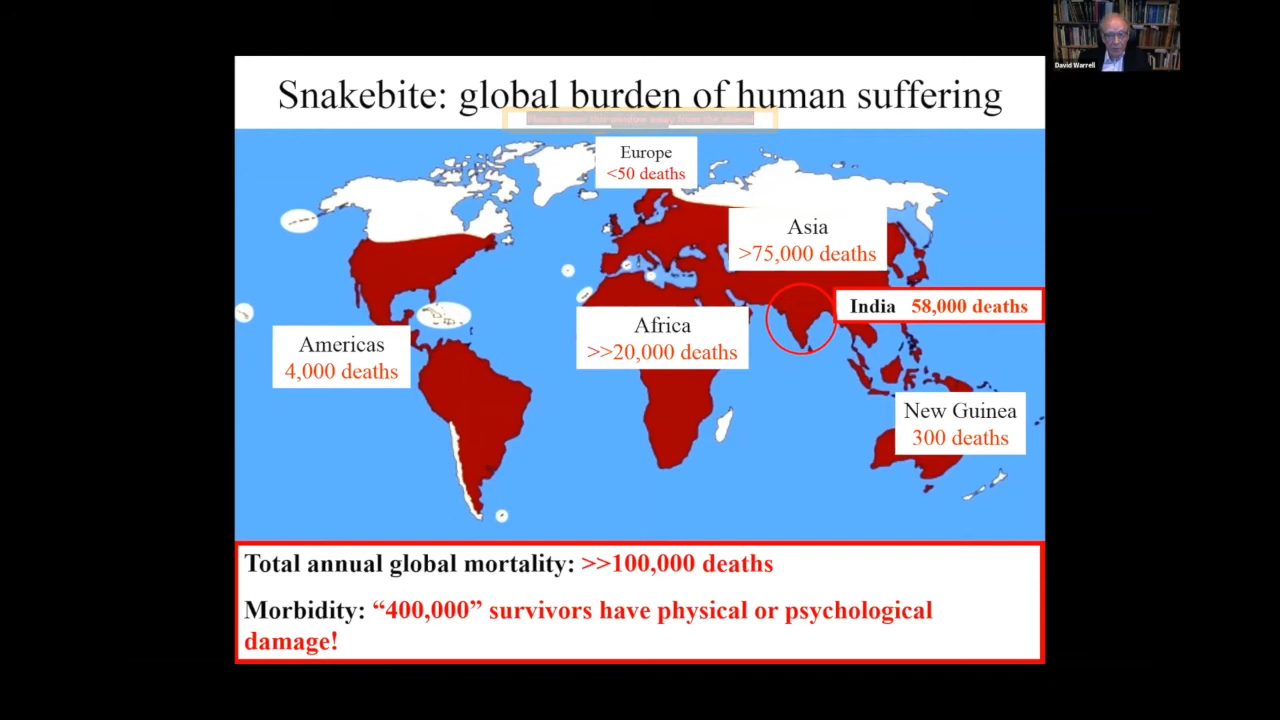 David Warrell
Snakebite: global burden of human suffering
Europe
<50 deaths
Asia
>75,000 deaths
India 58,000 deaths
Africa
>>20,000 deaths
Americas
4,000 deaths
New Guinea
300 deaths
Total annual global mortality: >>100,000 deaths
Morbidity: “400,000” survivors have physical or psychological
damage!